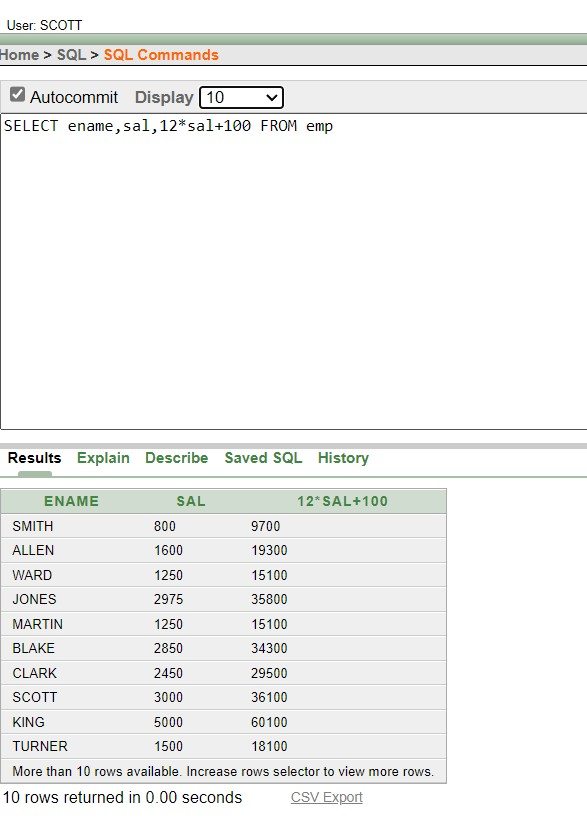 User: SCOTT
Home > SQL > SQL Commands
Autocommit Display 10
SELECT ename,sal,12*sal+100 FROM emp
Results Explain Describe Saved SQL History
ENAME SAL 12*SAL+100
SMITH 800 9700
ALLEN 1600 19300
WARD 1250 15100
JONES 2975 35800
MARTIN 1250 15100
BLAKE 2850 34300
CLARK 2450 29500
SCOTT 3000 36100
KING 5000 60100
TURNER 1500 18100
More than 10 rows available. Increase rows selector to view more rows.
10 rows returned in 0.00 seconds CSV Export